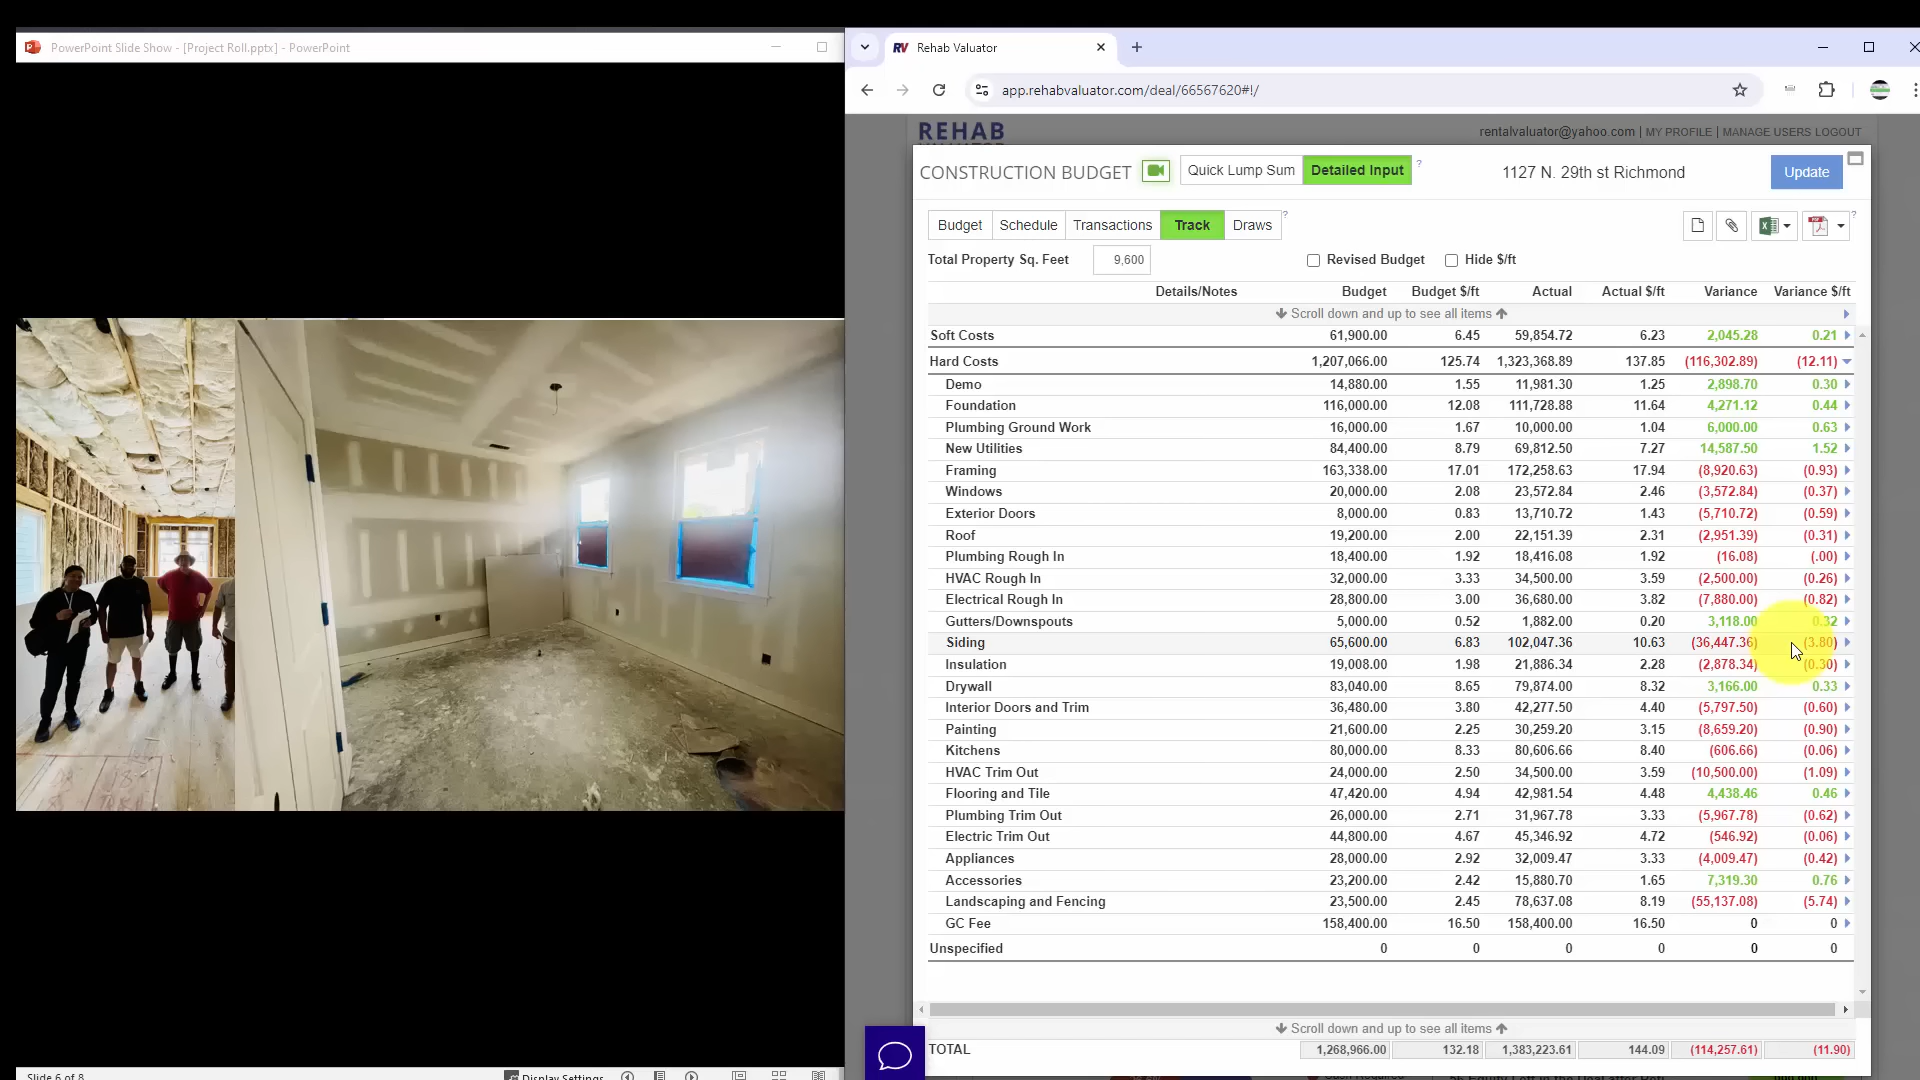 PowerPoint Slide Show - [Project Roll.pptx] - PowerPoint
RV Rehab Valuator
app.rehabvaluator.com/deal/66567620#!/
REHAB
rentalvaluator@yahoo.com | MY PROFILE | MANAGE USERS LOGOUT
CONSTRUCTION BUDGET Quick Lump Sum Detailed Input ? 1127 N. 29th st Richmond Update
Budget Schedule Transactions Track Draws ? ?
Total Property Sq. Feet 9,600 Revised Budget Hide $/ft
Details/Notes Budget Budget $/ft Actual Actual $/ft Variance Variance $/ft
Scroll down and up to see all items
Soft Costs 61,900.00 6.45 59,854.72 6.23 2,045.28 0.21
Hard Costs 1,207,066.00 125.74 1,323,368.89 137.85 (116,302.89) (12.11)
Demo 14,880.00 1.55 11,981.30 1.25 2,898.70 0.30
Foundation 116,000.00 12.08 111,728.88 11.64 4,271.12 0.44
Plumbing Ground Work 16,000.00 1.67 10,000.00 1.04 6,000.00 0.63
New Utilities 84,400.00 8.79 69,812.50 7.27 14,587.50 1.52
Framing 163,338.00 17.01 172,258.63 17.94 (8,920.63) (0.93)
Windows 20,000.00 2.08 23,572.84 2.46 (3,572.84) (0.37)
Exterior Doors 8,000.00 0.83 13,710.72 1.43 (5,710.72) (0.59)
Roof 19,200.00 2.00 22,151.39 2.31 (2,951.39) (0.31)
Plumbing Rough In 18,400.00 1.92 18,416.08 1.92 (16.08) (.00)
HVAC Rough In 32,000.00 3.33 34,500.00 3.59 (2,500.00) (0.26)
Electrical Rough In 28,800.00 3.00 36,680.00 3.82 (7,880.00) (0.82)
Gutters/Downspouts 5,000.00 0.52 1,882.00 0.20 3,118.00 0.32
Siding 65,600.00 6.83 102,047.36 10.63 (36,447.36) (3.80)
Insulation 19,008.00 1.98 21,886.34 2.28 (2,878.34) (0.30)
Drywall 83,040.00 8.65 79,874.00 8.32 3,166.00 0.33
Interior Doors and Trim 36,480.00 3.80 42,277.50 4.40 (5,797.50) (0.60)
Painting 21,600.00 2.25 30,259.20 3.15 (8,659.20) (0.90)
Kitchens 80,000.00 8.33 80,606.66 8.40 (606.66) (0.06)
HVAC Trim Out 24,000.00 2.50 34,500.00 3.59 (10,500.00) (1.09)
Flooring and Tile 47,420.00 4.94 42,981.54 4.48 4,438.46 0.46
Plumbing Trim Out 26,000.00 2.71 31,967.78 3.33 (5,967.78) (0.62)
Electric Trim Out 44,800.00 4.67 45,346.92 4.72 (546.92) (0.06)
Appliances 28,000.00 2.92 32,009.47 3.33 (4,009.47) (0.42)
Accessories 23,200.00 2.42 15,880.70 1.65 7,319.30 0.76
Landscaping and Fencing 23,500.00 2.45 78,637.08 8.19 (55,137.08) (5.74)
GC Fee 158,400.00 16.50 158,400.00 16.50 0 0
Unspecified 0 0 0 0 0 0
Scroll down and up to see all items
TOTAL 1,268,966.00 132.18 1,383,223.61 144.09 (114,257.61) (11.90)
Slide 6 of 8 Display Settings